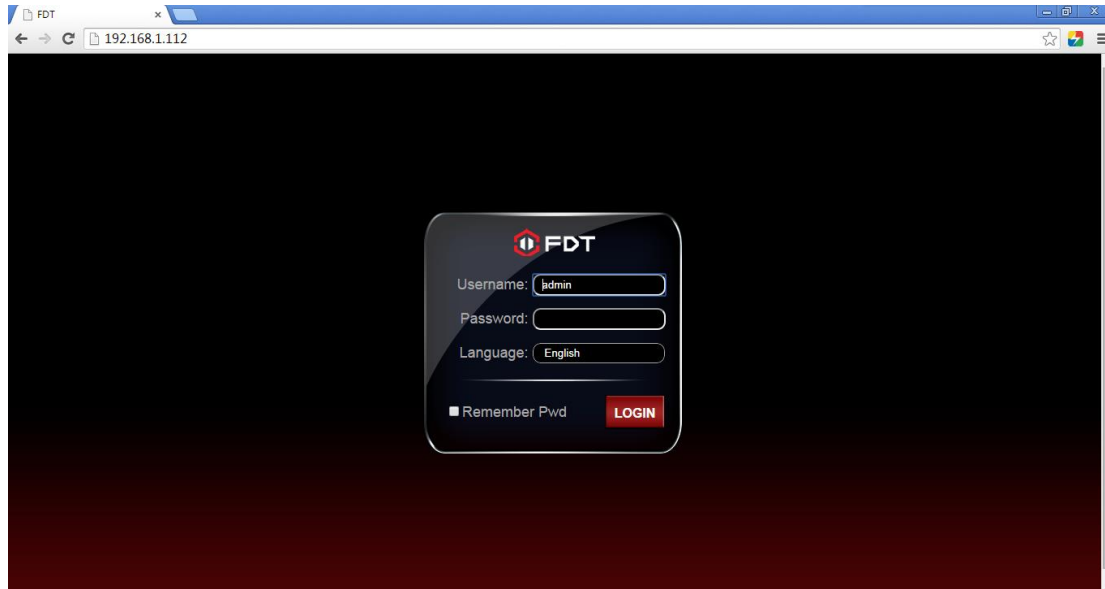 FDT
192.168.1.112
FDT
Username: admin
Password:
Language: English
Remember Pwd LOGIN